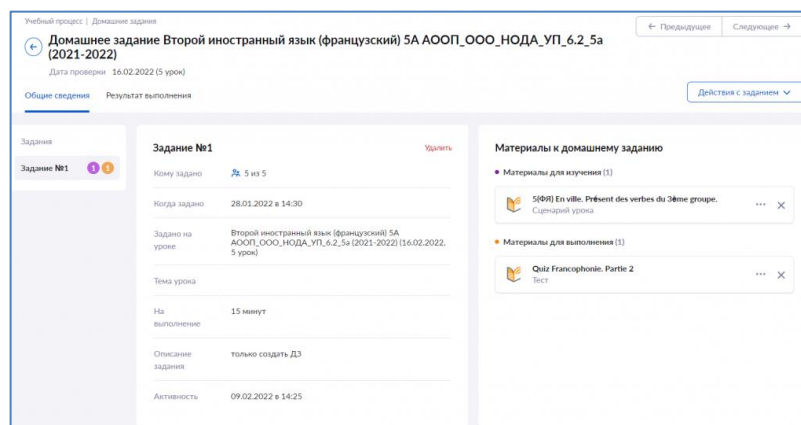 Учебный процесс | Домашние задания
← Предыдущее
Следующее →
Домашнее задание Второй иностранный язык (французский) 5А АООП_ООО_НОДА_УП_6.2_5а
(2021-2022)
Дата проверки 16.02.2022 (5 урок)
Общие сведения
Результат выполнения
Действия с заданием
Задания
Задание №1 1 1
Задание №1
Удалить
Кому задано
5 из 5
Когда задано
28.01.2022 в 14:30
Задано на
уроке
Второй иностранный язык (французский) 5А
АООП_ООО_НОДА_УП_6.2_5а (2021-2022) (16.02.2022,
5 урок)
Тема урока
На
выполнение
15 минут
Описание
задания
только создать ДЗ
Активность
09.02.2022 в 14:25
Материалы к домашнему заданию
Материалы для изучения (1)
5(ФЯ) En ville. Présent des verbes du 3ème groupe.
Сценарий урока
Материалы для выполнения (1)
Quiz Francophonie. Partie 2
Тест